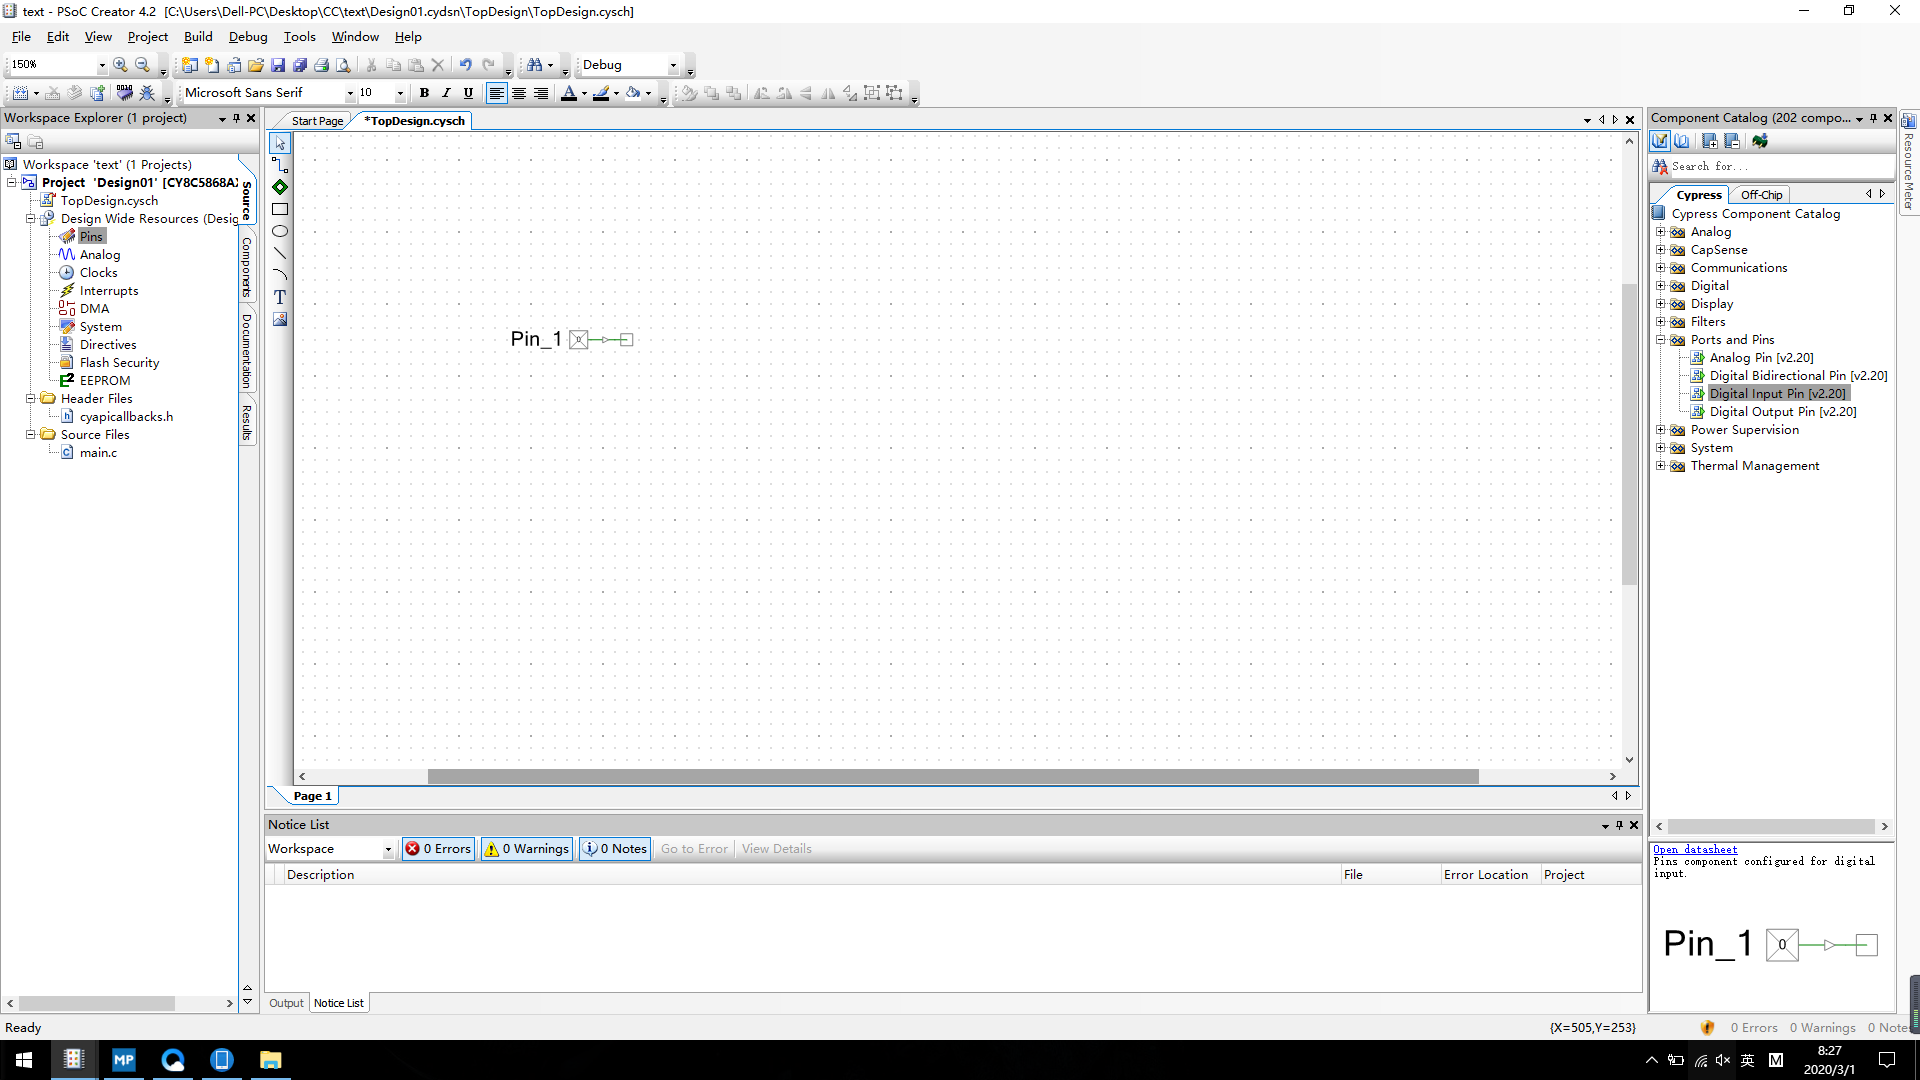 text - PSoC Creator 4.2 [C:\Users\Dell-PC\Desktop\CC\text\Design01.cydsn\TopDesign\TopDesign.cysch]
File Edit View Project Build Debug Tools Window Help
150% Debug
Microsoft Sans Serif 10 B I U A
Workspace Explorer (1 project)
Workspace 'text' (1 Projects)
Project 'Design01' [CY8C5868AX
TopDesign.cysch
Design Wide Resources (Desig
Pins
Analog
Clocks
Interrupts
DMA
System
Directives
Flash Security
EEPROM
Header Files
cyapicallbacks.h
Source Files
main.c
Source
Components
Documentation
Results
Start Page *TopDesign.cysch
T
Pin_1 0
Page 1
Notice List
Workspace 0 Errors 0 Warnings 0 Notes Go to Error View Details
Description File Error Location Project
Output Notice List
Component Catalog (202 compo...
Search for...
Cypress Off-Chip
Cypress Component Catalog
Analog
CapSense
Communications
Digital
Display
Filters
Ports and Pins
Analog Pin [v2.20]
Digital Bidirectional Pin [v2.20]
Digital Input Pin [v2.20]
Digital Output Pin [v2.20]
Power Supervision
System
Thermal Management
Open datasheet
Pins component configured for digital
input.
Pin_1 0
Resource Meter
Ready {X=505,Y=253} 0 Errors 0 Warnings 0 Note
MP 英 M
8:27
2020/3/1